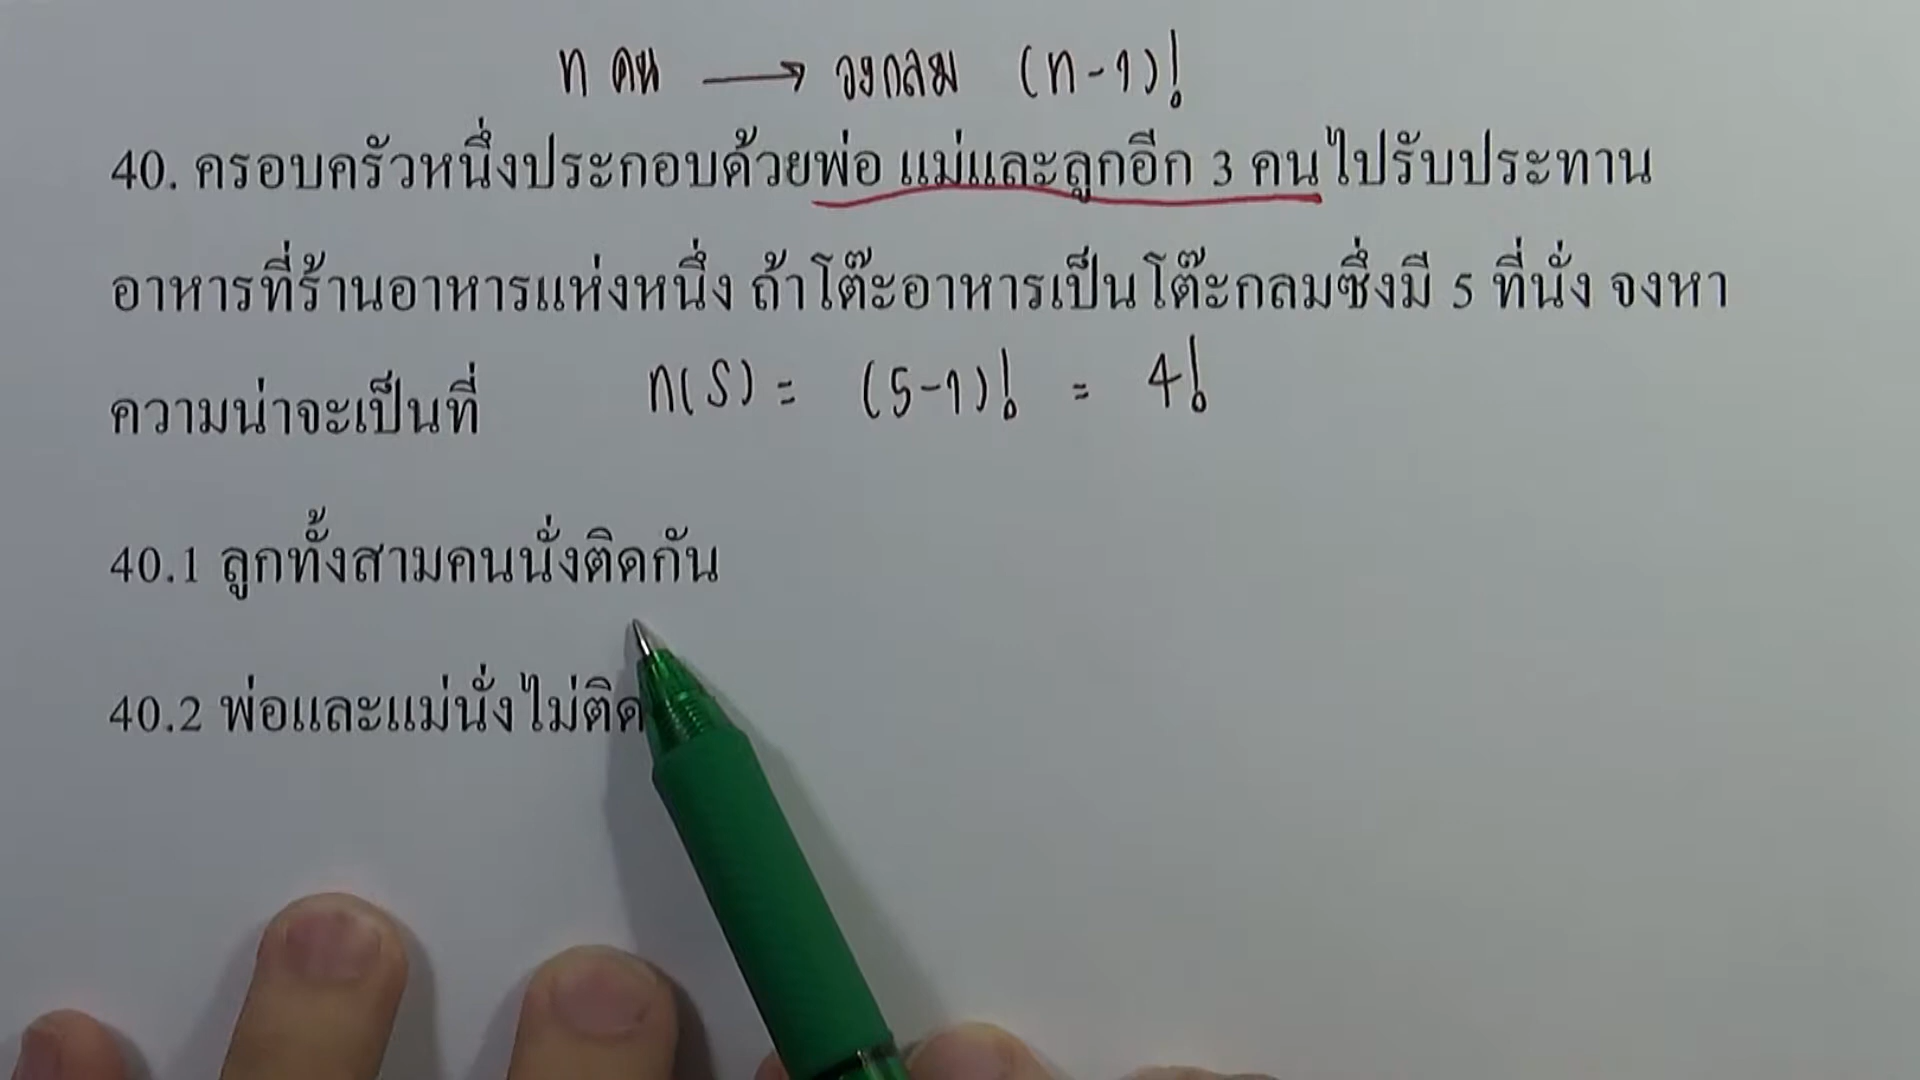 n คน → วงกลม (n-1)!
40. ครอบครัวหนึ่งประกอบด้วยพ่อ แม่และลูกอีก 3 คนไปรับประทาน
อาหารที่ร้านอาหารแห่งหนึ่ง ถ้าโต๊ะอาหารเป็นโต๊ะกลมซึ่งมี 5 ที่นั่ง จงหา
ความน่าจะเป็นที่ n(S) = (5-1)! = 4!
40.1 ลูกทั้งสามคนนั่งติดกัน
40.2 พ่อและแม่นั่งไม่ติด